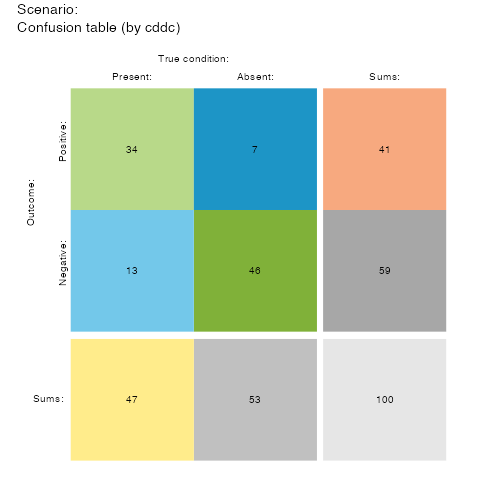 Scenario:
Confusion table (by cddc)
True condition:
Present: Absent: Sums:
Outcome:
Positive: 34 7 41
Negative: 13 46 59
Sums: 47 53 100